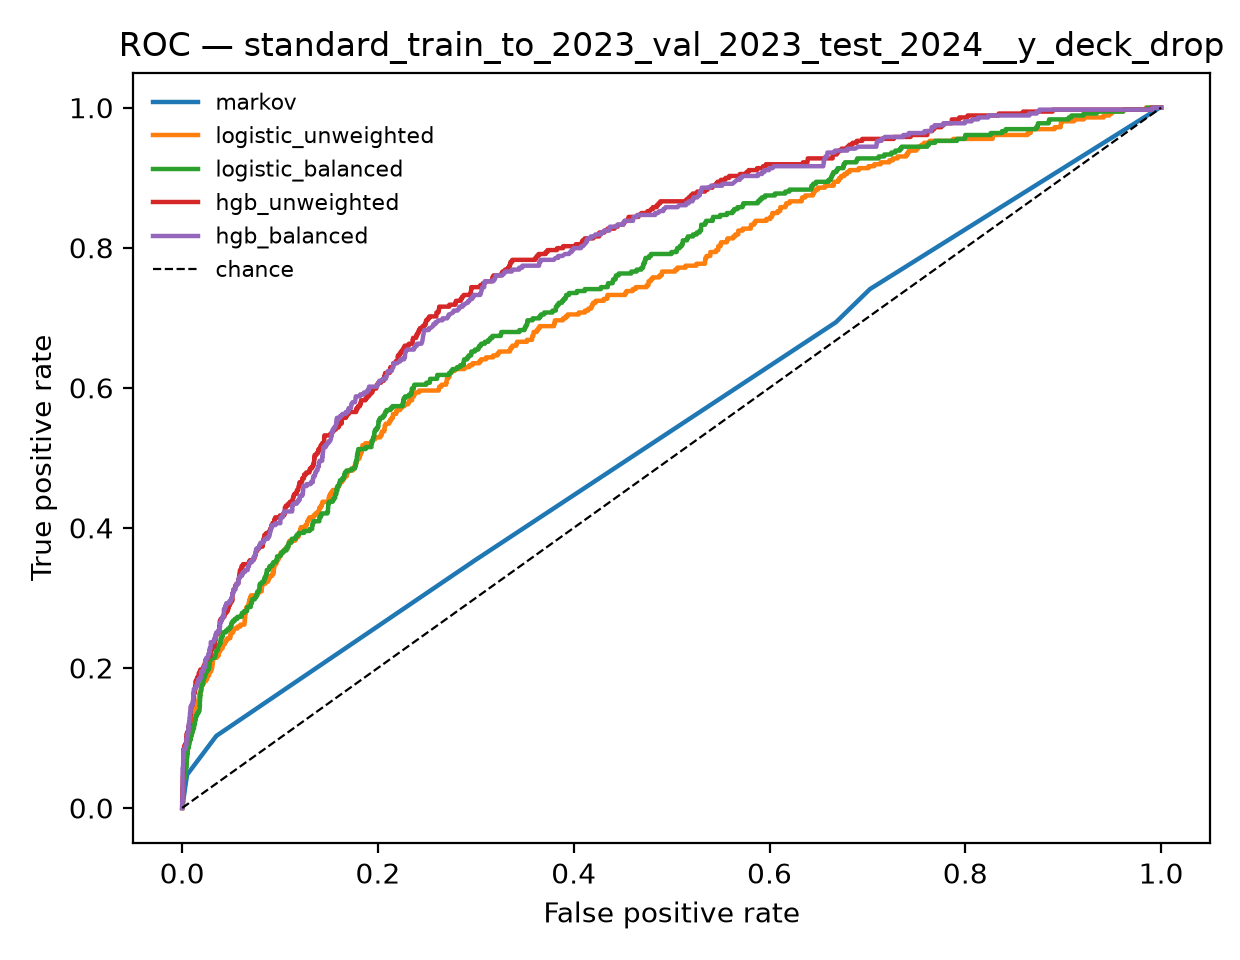 ROC — standard_train_to_2023_val_2023_test_2024__y_deck_drop
markov
logistic_unweighted
logistic_balanced
hgb_unweighted
hgb_balanced
chance
True positive rate
1.0
0.8
0.6
0.4
0.2
0.0
0.0 0.2 0.4 0.6 0.8 1.0
False positive rate